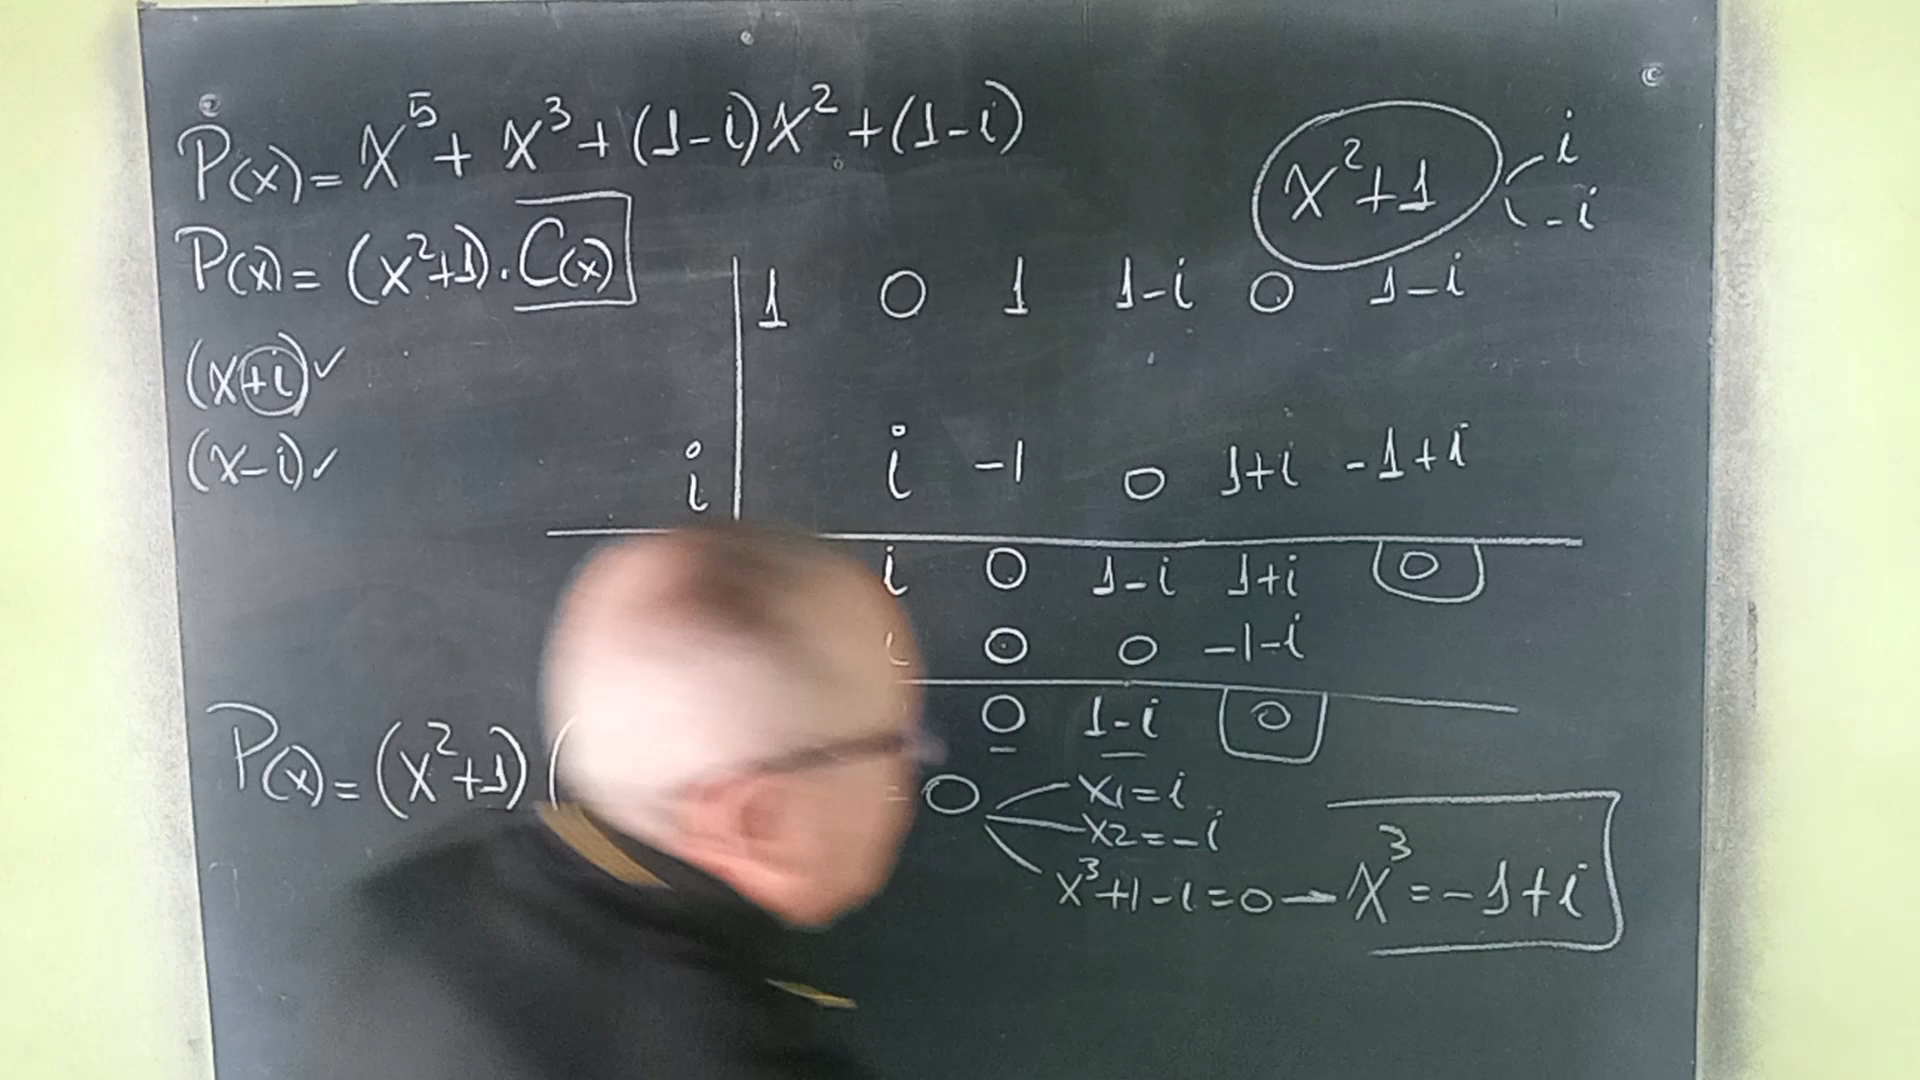 P(x)= x⁵+ x³+(1-i)x²+(1-i)
x²+1 i
-i
P(x)= (x²+1).C(x)
1 0 1 1-i 0 1-i
(x+i)✓
(x-i)✓
i i -1 0 1+i -1+i
i 0 1-i 1+i 0
i 0 0 -1-i
0 1-i 0
P(x)=(x²+1)( = 0
x1=i
x2=-i
x³+1-i=0 — x³=-1+i